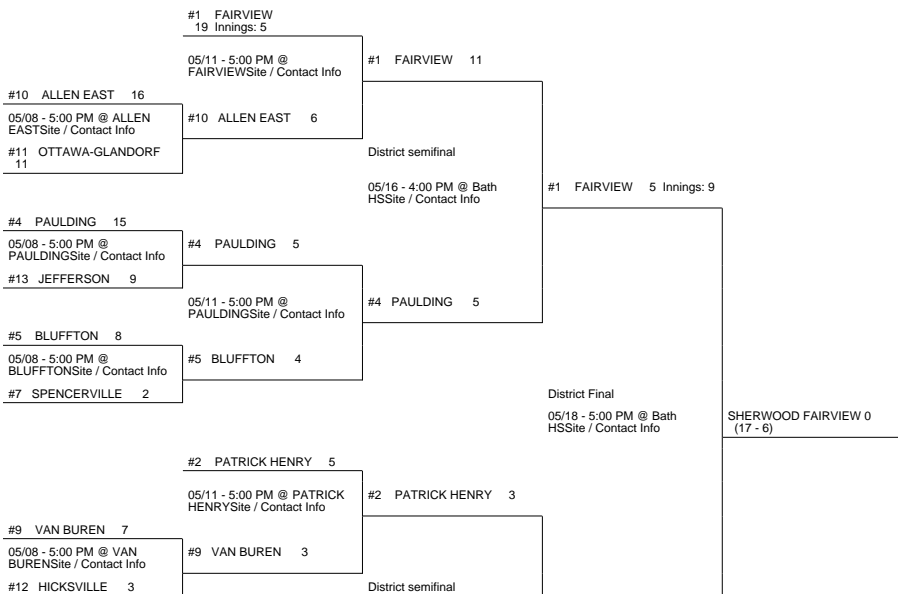 #1 FAIRVIEW
19 Innings: 5
05/11 - 5:00 PM @
FAIRVIEWSite / Contact Info
#1 FAIRVIEW 11
#10 ALLEN EAST 16
05/08 - 5:00 PM @ ALLEN
EASTSite / Contact Info
#10 ALLEN EAST 6
#11 OTTAWA-GLANDORF
11
District semifinal
05/16 - 4:00 PM @ Bath
HSSite / Contact Info
#1 FAIRVIEW 5 Innings: 9
#4 PAULDING 15
05/08 - 5:00 PM @
PAULDINGSite / Contact Info
#4 PAULDING 5
#13 JEFFERSON 9
05/11 - 5:00 PM @
PAULDINGSite / Contact Info
#4 PAULDING 5
#5 BLUFFTON 8
05/08 - 5:00 PM @
BLUFFTONSite / Contact Info
#5 BLUFFTON 4
#7 SPENCERVILLE 2
District Final
05/18 - 5:00 PM @ Bath
HSSite / Contact Info
SHERWOOD FAIRVIEW 0
(17 - 6)
#2 PATRICK HENRY 5
05/11 - 5:00 PM @ PATRICK
HENRYSite / Contact Info
#2 PATRICK HENRY 3
#9 VAN BUREN 7
05/08 - 5:00 PM @ VAN
BURENSite / Contact Info
#9 VAN BUREN 3
#12 HICKSVILLE 3
District semifinal